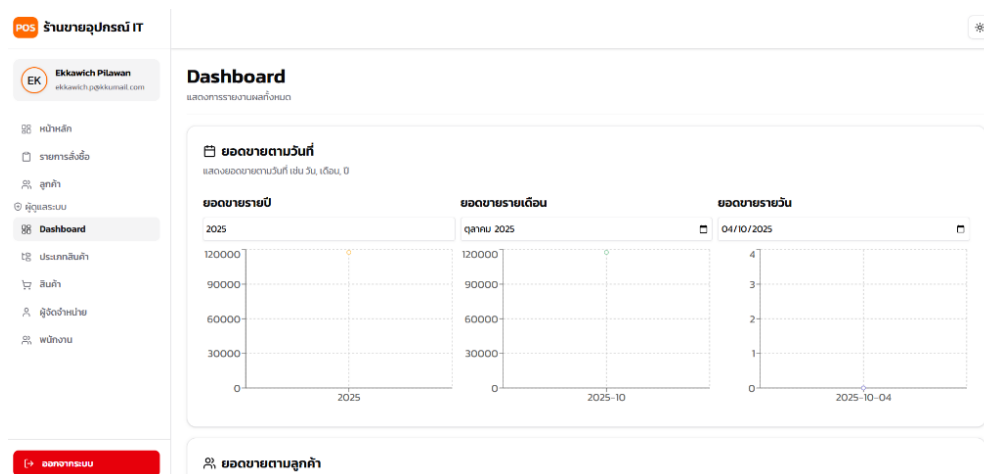 POS ร้านขายอุปกรณ์ IT
EK
Ekkawich Pilawan
ekkawich.p@kkumail.com
หน้าหลัก
รายการสั่งซื้อ
ลูกค้า
ผู้ดูแลระบบ
Dashboard
ประเภทสินค้า
สินค้า
ผู้จัดจำหน่าย
พนักงาน
ออกจากระบบ
Dashboard
แสดงการรายงานผลทั้งหมด
ยอดขายตามวันที่
แสดงยอดขายตามวันที่ เช่น วัน, เดือน, ปี
ยอดขายรายปี
2025
120000
90000
60000
30000
0
2025
ยอดขายรายเดือน
ตุลาคม 2025
120000
90000
60000
30000
0
2025-10
ยอดขายรายวัน
04/10/2025
4
3
2
1
0
2025-10-04
ยอดขายตามลูกค้า